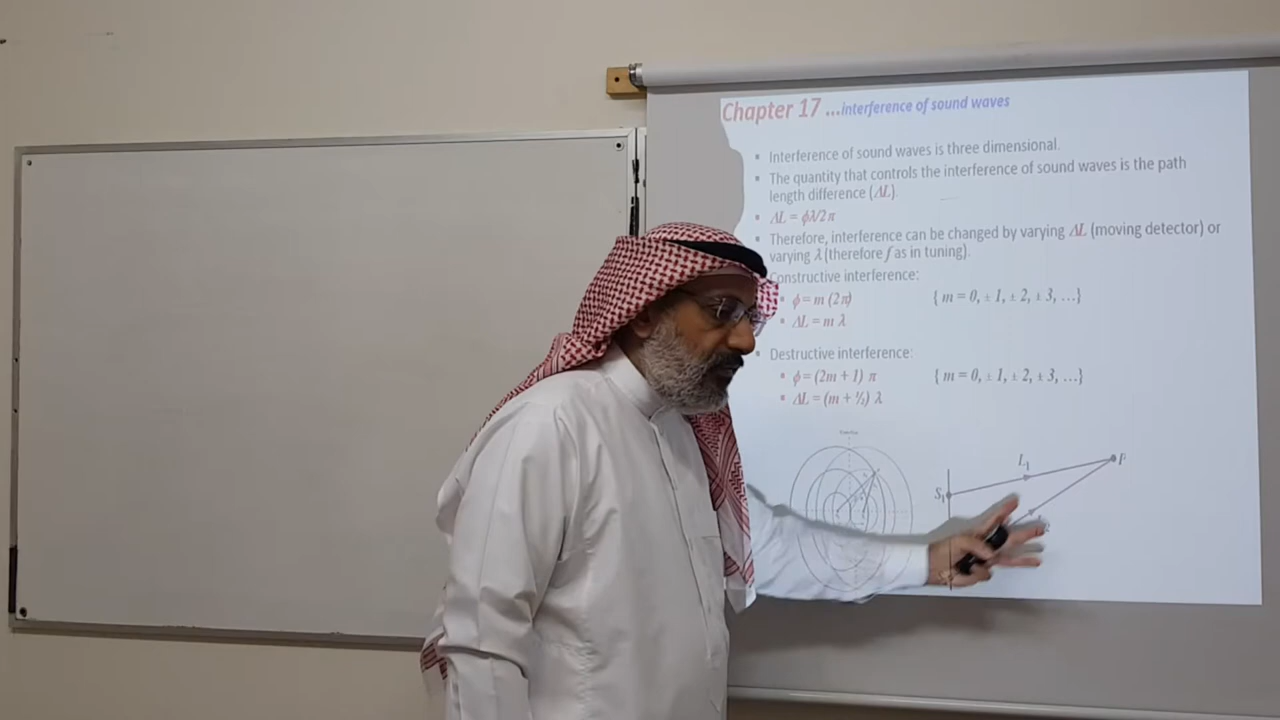 Chapter 17 ...interference of sound waves
Interference of sound waves is three dimensional.
The quantity that controls the interference of sound waves is the path
length difference (ΔL).
ΔL = ϕλ/2π
Therefore, interference can be changed by varying ΔL (moving detector) or
varying λ (therefore f as in tuning).
Constructive interference:
ϕ = m (2π) { m = 0, ± 1, ± 2, ± 3, ...}
ΔL = m λ
Destructive interference:
ϕ = (2m + 1) π { m = 0, ± 1, ± 2, ± 3, ...}
ΔL = (m + ½) λ
L₁
P
S₁